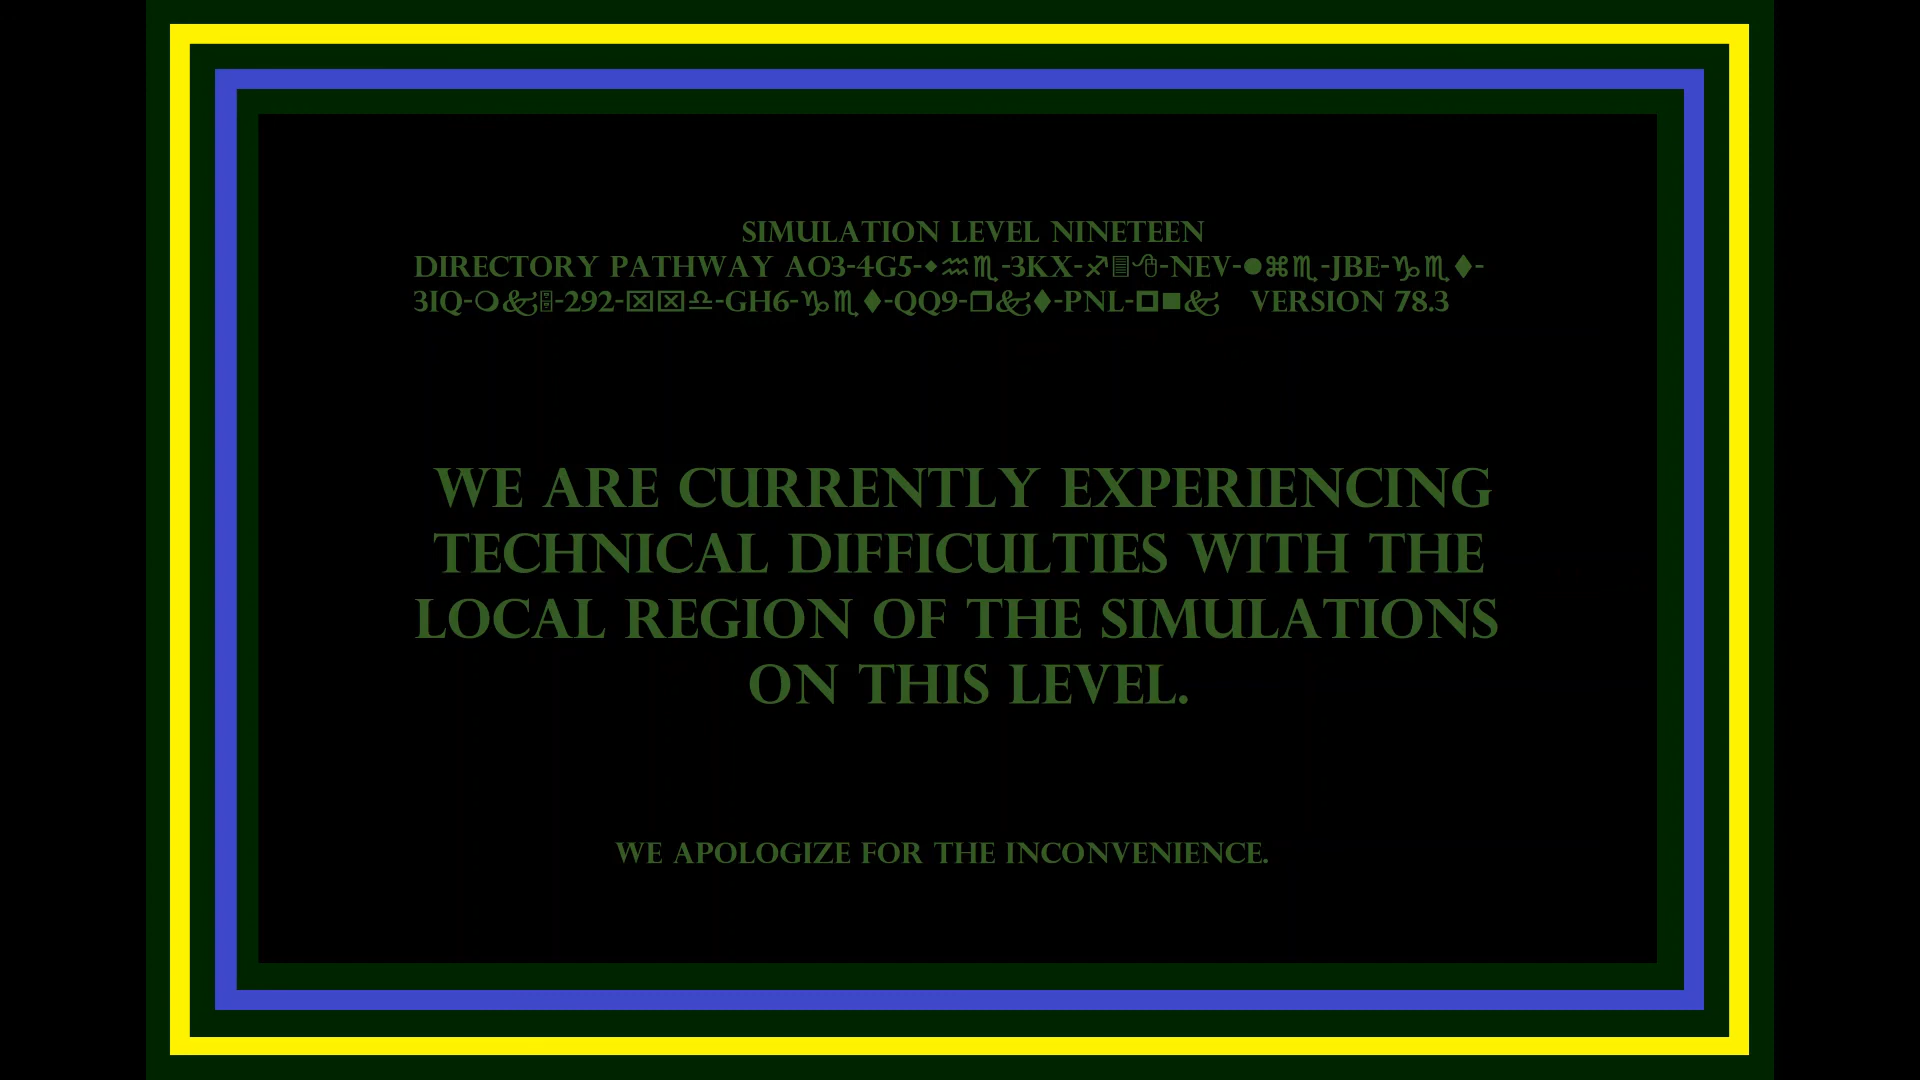 SIMULATION LEVEL NINETEEN
DIRECTORY PATHWAY AO3-4G5-⬥♒♏-3KX-♐🗏🖰-NEV-●⌘♏-JBE-♑♏⧫-
3IQ-❍🙵🗄-292-⌧⌧♎-GH6-♑♏⧫-QQ9-❒🙵⧫-PNL-◘■🙵 VERSION 78.3
WE ARE CURRENTLY EXPERIENCING
TECHNICAL DIFFICULTIES WITH THE
LOCAL REGION OF THE SIMULATIONS
ON THIS LEVEL.
WE APOLOGIZE FOR THE INCONVENIENCE.